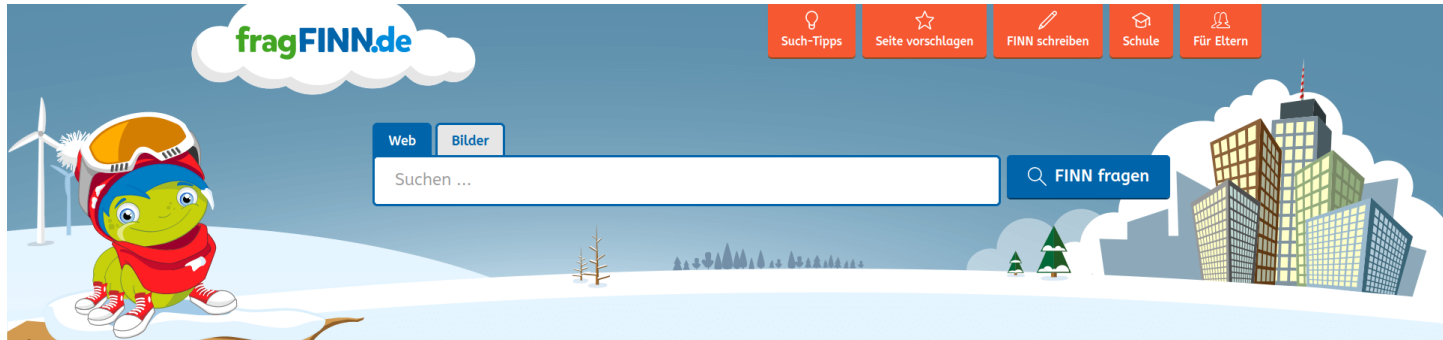 fragFINN.de
Such-Tipps
Seite vorschlagen
FINN schreiben
Schule
Für Eltern
Web
Bilder
Suchen ...
FINN fragen